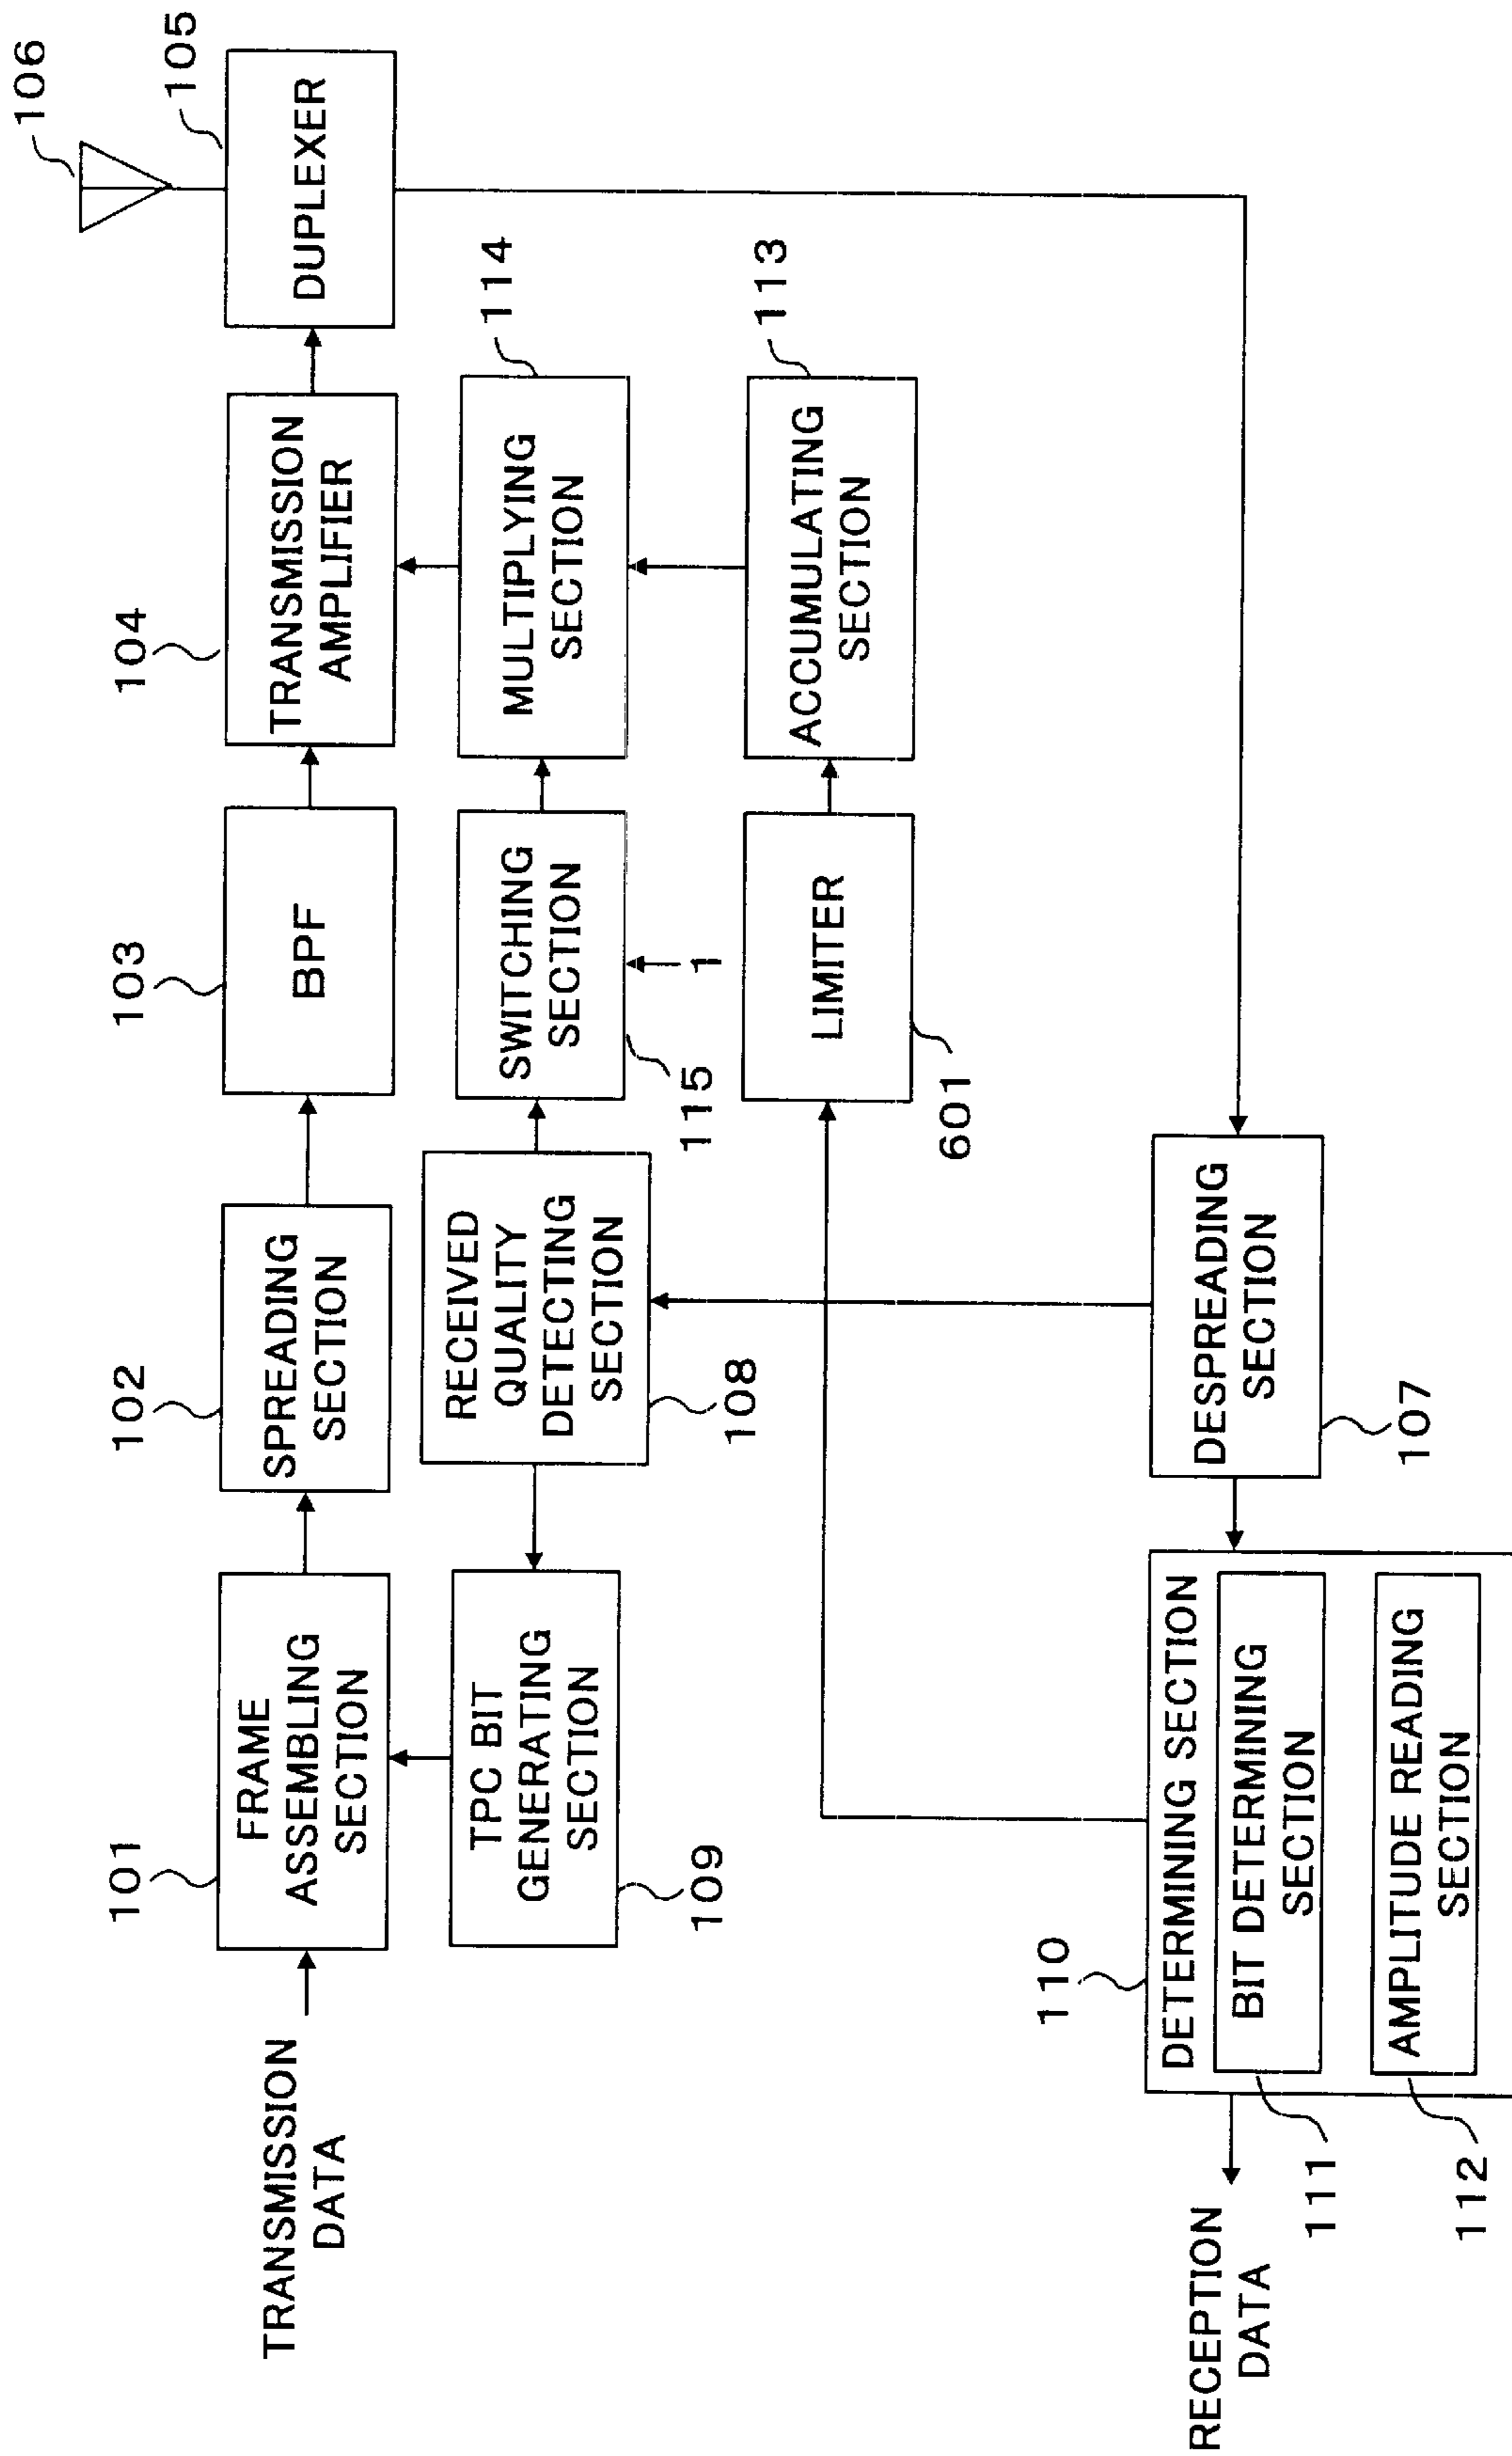 106
105
DUPLEXER
104
TRANSMISSION
AMPLIFIER
114
MULTIPLYING
SECTION
113
ACCUMULATING
SECTION
103
BPF
SWITCHING
SECTION
1
115
LIMITER
601
102
SPREADING
SECTION
RECEIVED
QUALITY
DETECTING
SECTION
108
DESPREADING
SECTION
107
101
FRAME
ASSEMBLING
SECTION
TPC BIT
GENERATING
SECTION
109
110
DETERMINING SECTION
BIT DETERMINING
SECTION
111
AMPLITUDE READING
SECTION
112
TRANSMISSION
DATA
RECEPTION
DATA